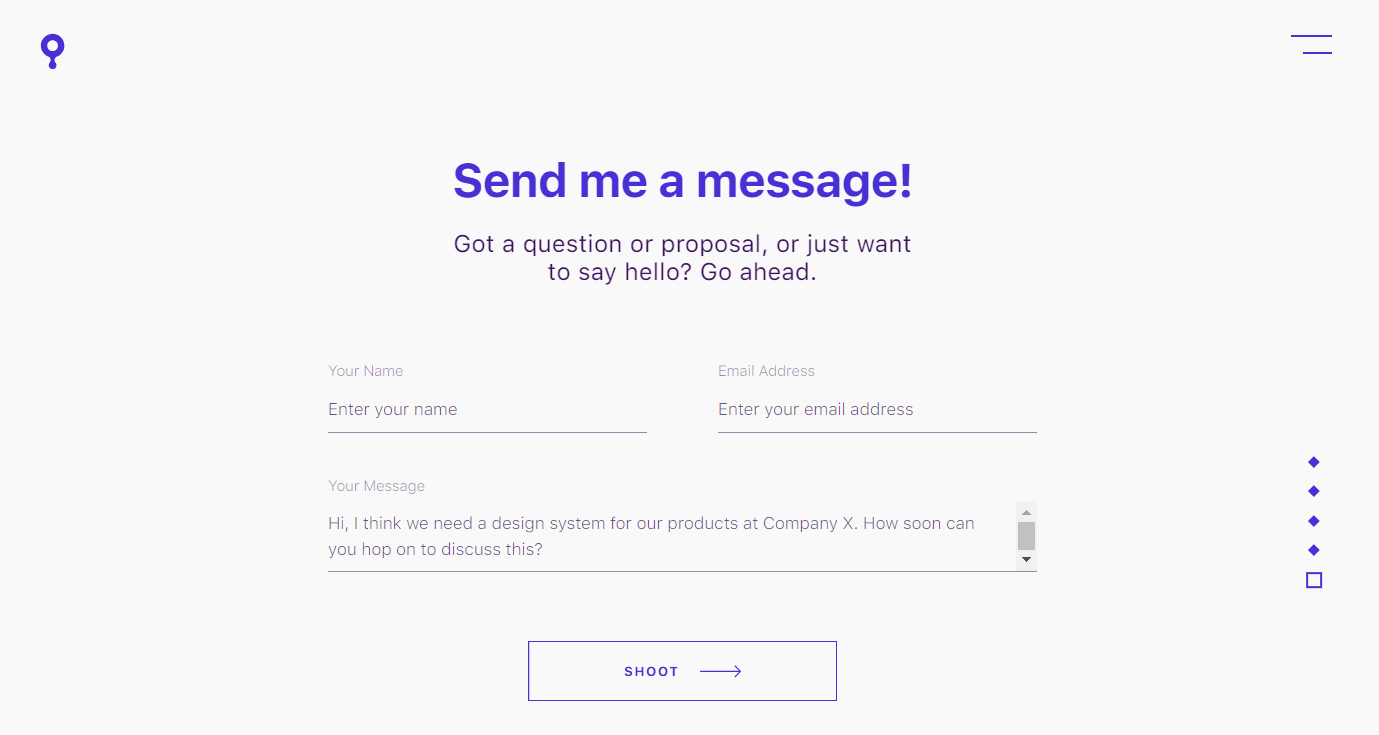 Send me a message!
Got a question or proposal, or just want
to say hello? Go ahead.
Your Name
Email Address
Enter your name
Enter your email address
Your Message
Hi, I think we need a design system for our products at Company X. How soon can
you hop on to discuss this?
SHOOT